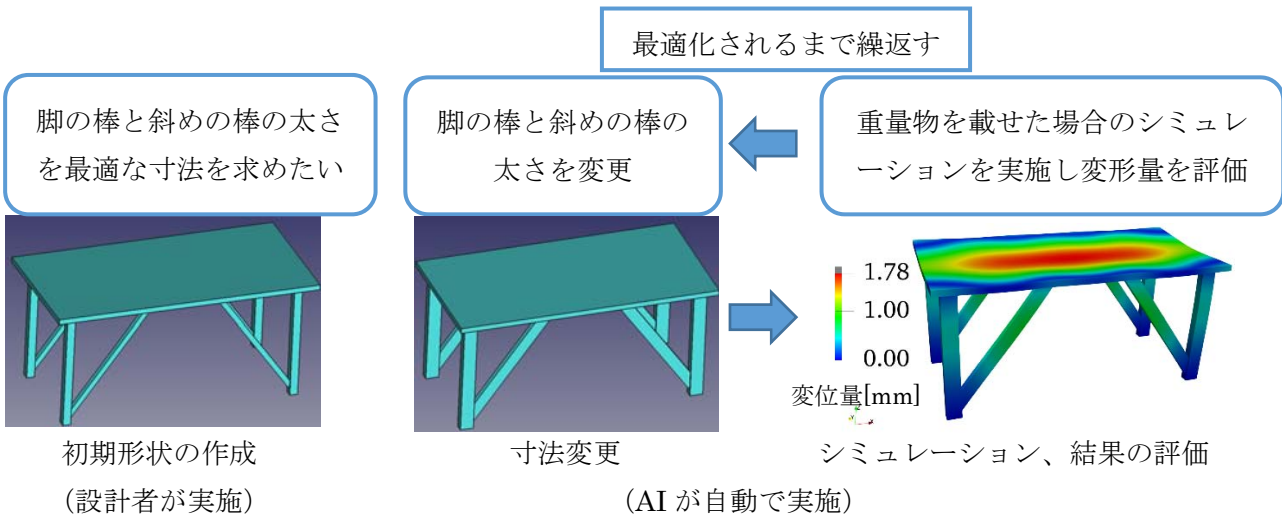 最適化されるまで繰返す
脚の棒と斜めの棒の太さ
を最適な寸法を求めたい
脚の棒と斜めの棒の
太さを変更
重量物を載せた場合のシミュレ
ーションを実施し変形量を評価
1.78
1.00
0.00
変位量[mm]
初期形状の作成
（設計者が実施）
寸法変更
シミュレーション、結果の評価
（AI が自動で実施）